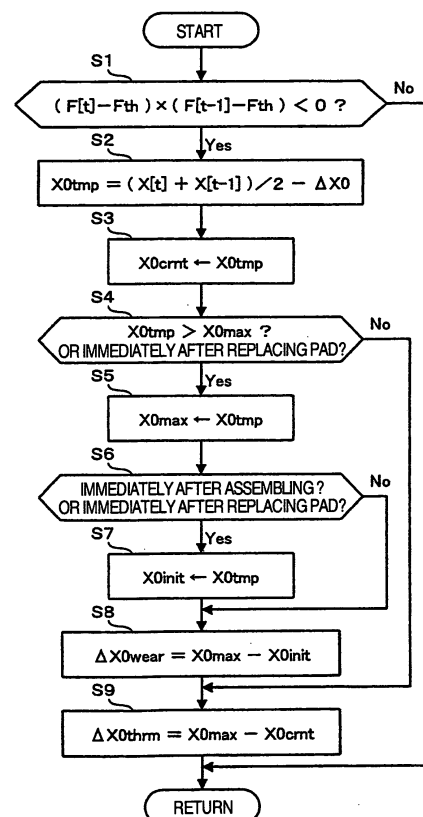 START
S1
( F[t]−Fth ) × ( F[t−1]−Fth ) < 0 ?
No
Yes
S2
X0tmp = ( X[t] + X[t−1] ) / 2 − ΔX0
S3
X0crnt ← X0tmp
S4
X0tmp > X0max ?
OR IMMEDIATELY AFTER REPLACING PAD?
No
Yes
S5
X0max ← X0tmp
S6
IMMEDIATELY AFTER ASSEMBLING ?
OR IMMEDIATELY AFTER REPLACING PAD?
No
Yes
S7
X0init ← X0tmp
S8
ΔX0wear = X0max − X0init
S9
ΔX0thrm = X0max − X0crnt
RETURN